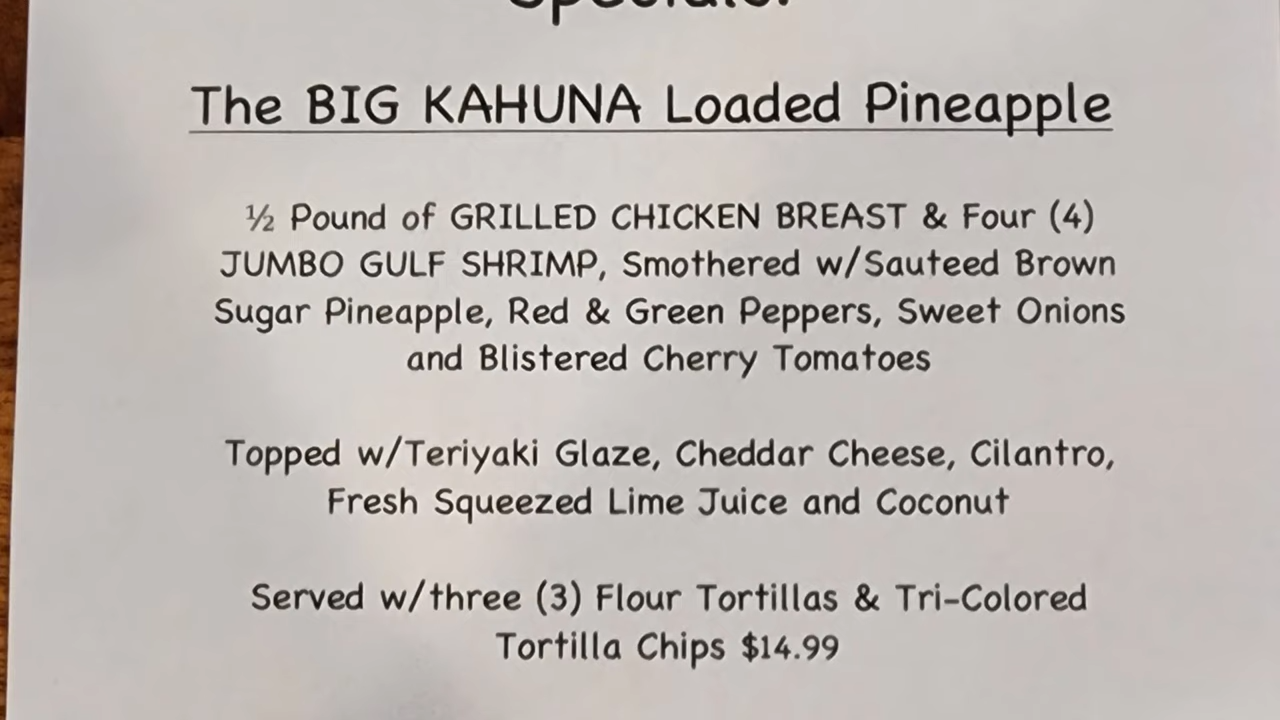 The BIG KAHUNA Loaded Pineapple
½ Pound of GRILLED CHICKEN BREAST & Four (4)
JUMBO GULF SHRIMP, Smothered w/Sauteed Brown
Sugar Pineapple, Red & Green Peppers, Sweet Onions
and Blistered Cherry Tomatoes
Topped w/Teriyaki Glaze, Cheddar Cheese, Cilantro,
Fresh Squeezed Lime Juice and Coconut
Served w/three (3) Flour Tortillas & Tri-Colored
Tortilla Chips $14.99